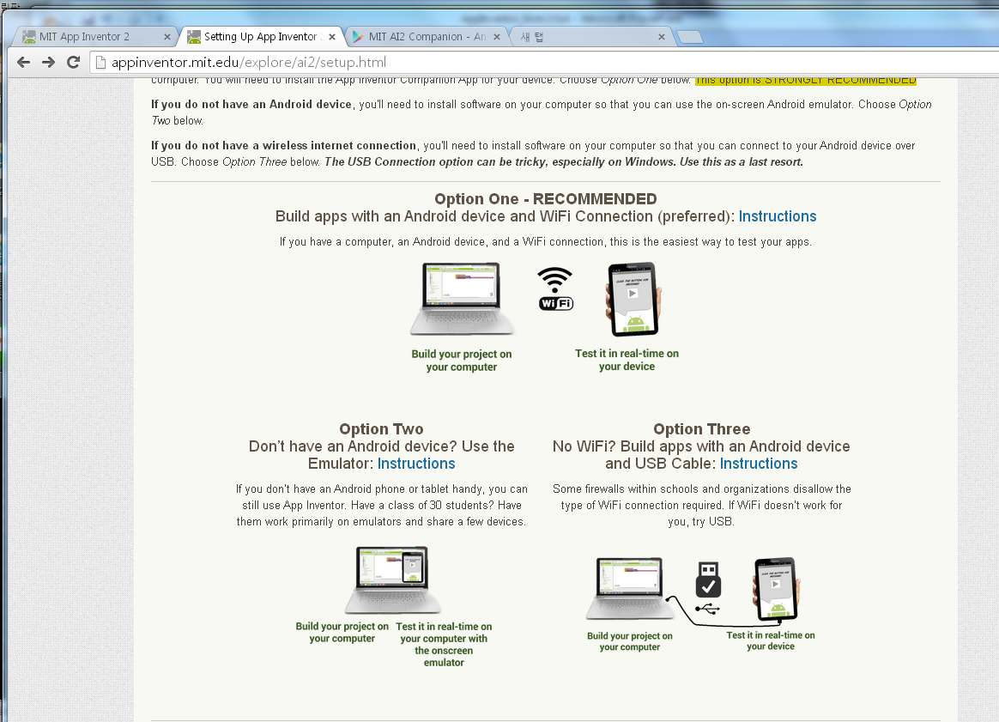 MIT App Inventor 2
Setting Up App Inventor
MIT AI2 Companion - An
새 탭
appinventor.mit.edu/explore/ai2/setup.html
computer. You will need to install the App Inventor Companion App for your device. Choose Option One below. This option is STRONGLY RECOMMENDED
If you do not have an Android device, you'll need to install software on your computer so that you can use the on-screen Android emulator. Choose Option
Two below.
If you do not have a wireless internet connection, you'll need to install software on your computer so that you can connect to your Android device over
USB. Choose Option Three below. The USB Connection option can be tricky, especially on Windows. Use this as a last resort.
Option One - RECOMMENDED
Build apps with an Android device and WiFi Connection (preferred): Instructions
If you have a computer, an Android device, and a WiFi connection, this is the easiest way to test your apps.
CLICK THE BUTTON FOR
Wi Fi
Build your project on
your computer
Test it in real-time on
your device
Option Two
Don't have an Android device? Use the
Emulator: Instructions
If you don't have an Android phone or tablet handy, you can
still use App Inventor. Have a class of 30 students? Have
them work primarily on emulators and share a few devices.
Build your project on
your computer
Test it in real-time on
your computer with
the onscreen
emulator
Option Three
No WiFi? Build apps with an Android device
and USB Cable: Instructions
Some firewalls within schools and organizations disallow the
type of WiFi connection required. If WiFi doesn't work for
you, try USB.
CLICK THE BUTTON FOR
Build your project on
your computer
Test it in real-time on
your device